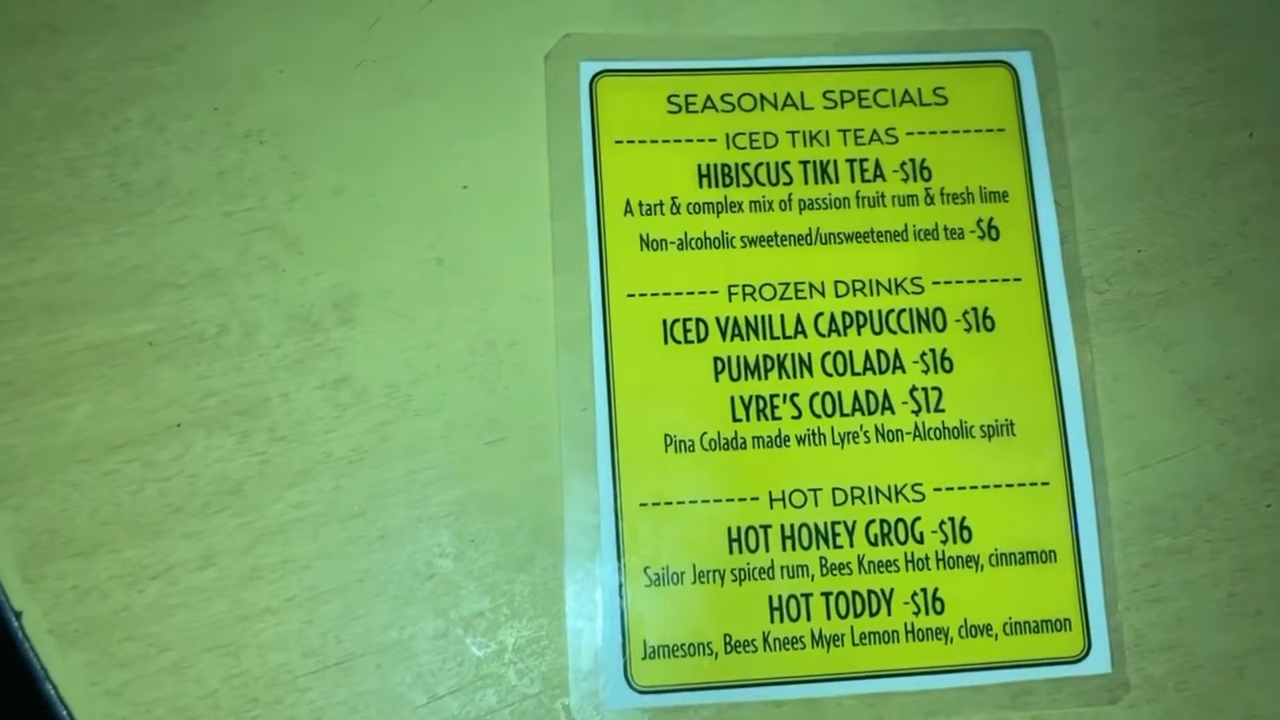 SEASONAL SPECIALS
--------- ICED TIKI TEAS ---------
HIBISCUS TIKI TEA -$16
A tart & complex mix of passion fruit rum & fresh lime
Non-alcoholic sweetened/unsweetened iced tea -$6
-------- FROZEN DRINKS --------
ICED VANILLA CAPPUCCINO -$16
PUMPKIN COLADA -$16
LYRE'S COLADA -$12
Pina Colada made with Lyre's Non-Alcoholic spirit
---------- HOT DRINKS ----------
HOT HONEY GROG -$16
Sailor Jerry spiced rum, Bees Knees Hot Honey, cinnamon
HOT TODDY -$16
Jamesons, Bees Knees Myer Lemon Honey, clove, cinnamon